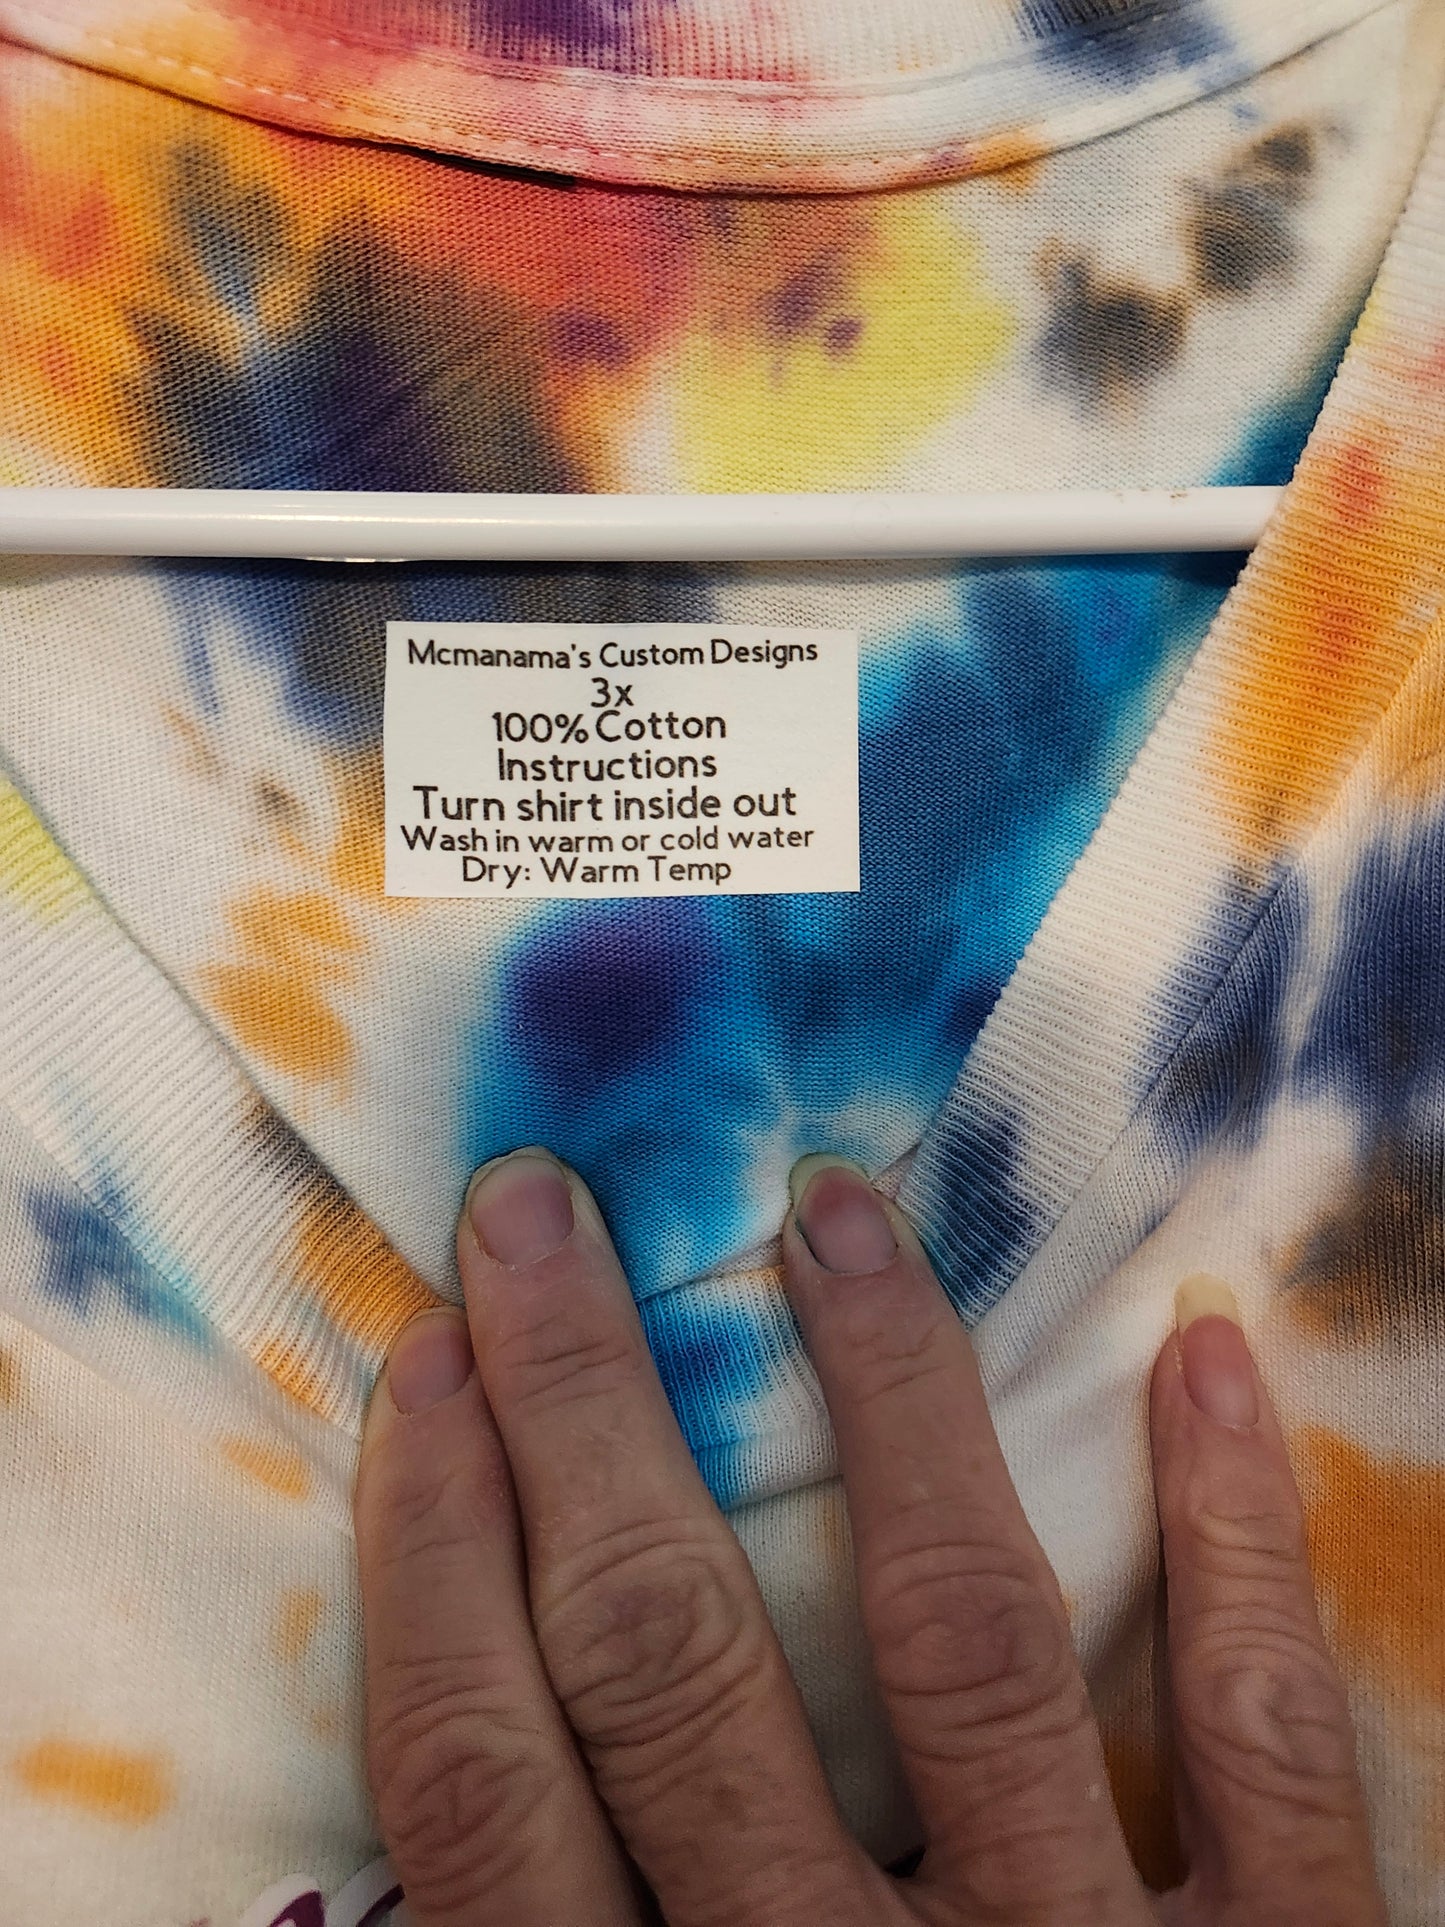 Mcmanama's Custom Designs
3x
100% Cotton
Instructions
Turn shirt inside out
Wash in warm or cold water
Dry: Warm Temp